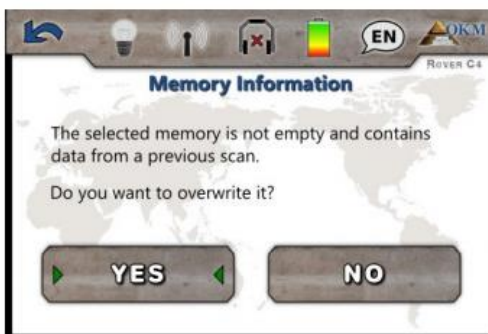 EN
OKM
ROVER C4
Memory Information
The selected memory is not empty and contains
data from a previous scan.
Do you want to overwrite it?
YES
NO